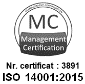 MC
Management
Certification
Nr. certificat : 3891
ISO 14001:2015